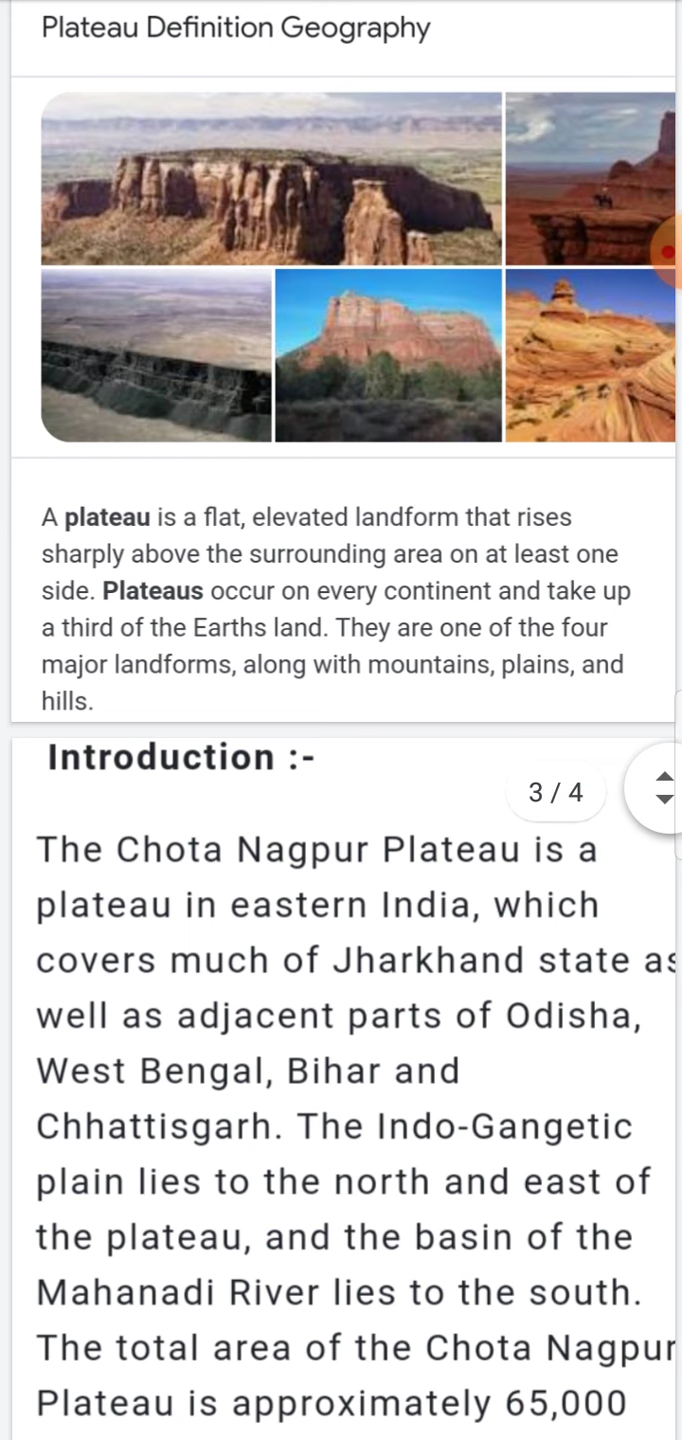 Plateau Definition Geography
A plateau is a flat, elevated landform that rises
sharply above the surrounding area on at least one
side. Plateaus occur on every continent and take up
a third of the Earths land. They are one of the four
major landforms, along with mountains, plains, and
hills.
Introduction :-
3 / 4
The Chota Nagpur Plateau is a
plateau in eastern India, which
covers much of Jharkhand state as
well as adjacent parts of Odisha,
West Bengal, Bihar and
Chhattisgarh. The Indo-Gangetic
plain lies to the north and east of
the plateau, and the basin of the
Mahanadi River lies to the south.
The total area of the Chota Nagpur
Plateau is approximately 65,000